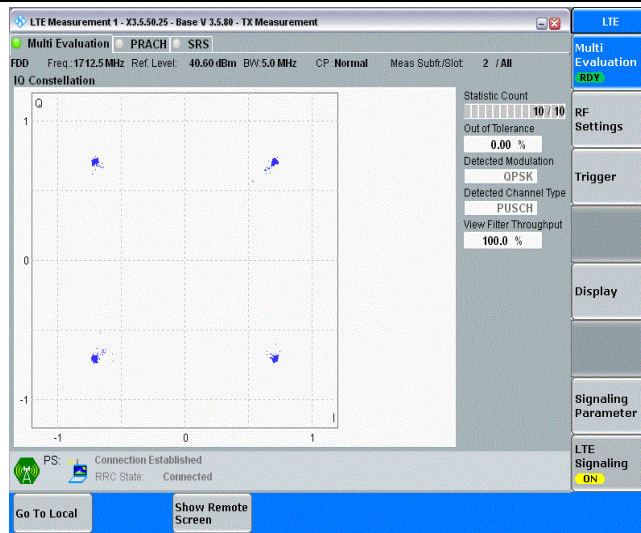 LTE Measurement 1 - X3.5.50.25 - Base V 3.5.80 - TX Measurement
LTE
Multi Evaluation PRACH SRS
FDD Freq.:1712.5 MHz Ref. Level: 40.60 dBm BW:5.0 MHz CP :Normal Meas Subfr./Slot: 2 / All
IQ Constellation
Q
1
0
-1
I
-1 0 1
Statistic Count
10 / 10
Out of Tolerance
0.00 %
Detected Modulation
QPSK
Detected Channel Type
PUSCH
View Filter Throughput
100.0 %
Multi
Evaluation
RDY
RF
Settings
Trigger
Display
Signaling
Parameter
LTE
Signaling
ON
PS: Connection Established
RRC State: Connected
Go To Local
Show Remote
Screen